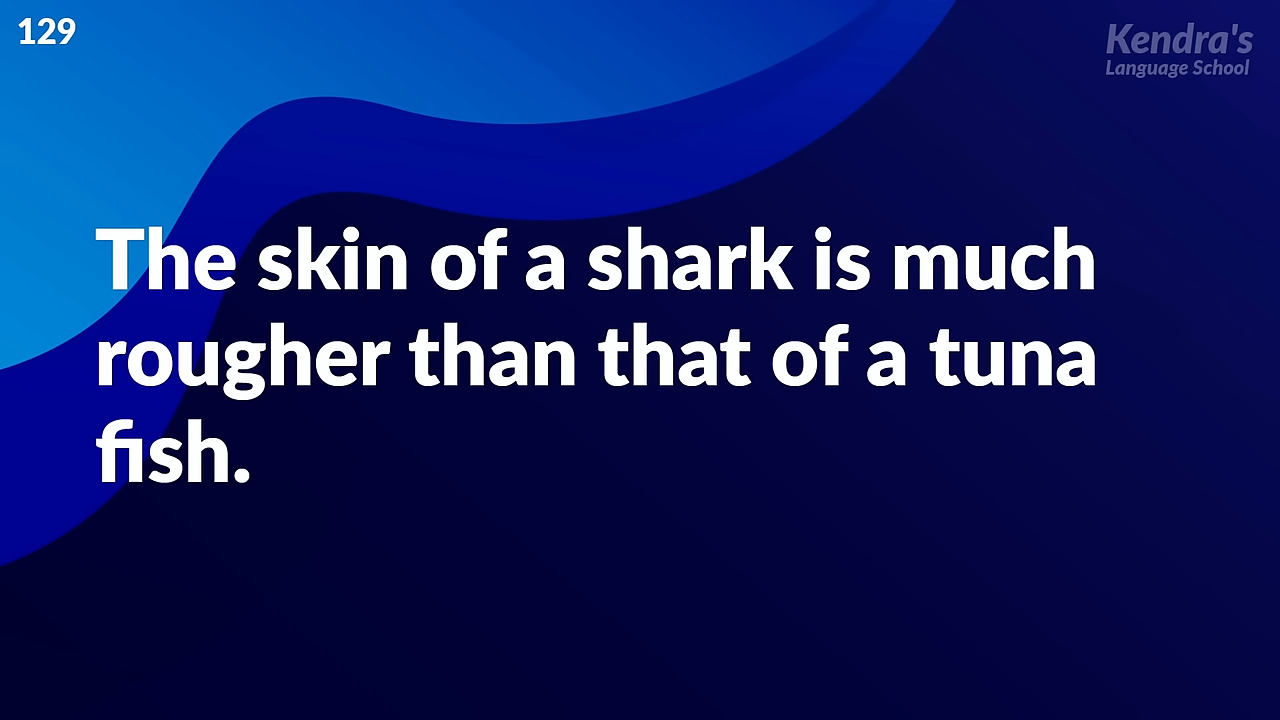 129
Kendra's
Language School
The skin of a shark is much
rougher than that of a tuna
fish.